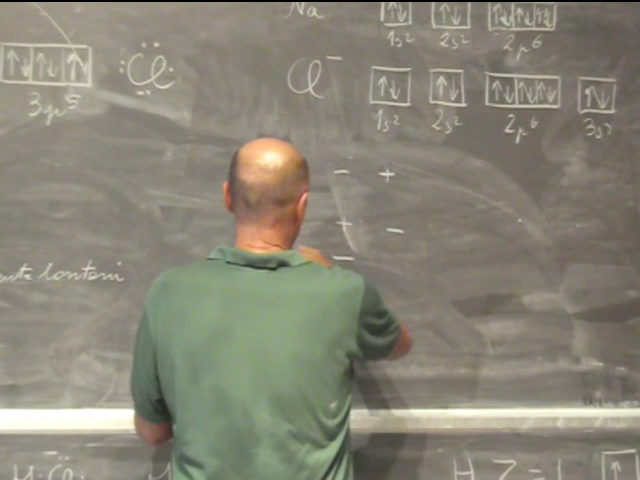 Na ↑↓ ↑↓ ↑↓ ↑↓ ↑↓
1s² 2s² 2p⁶
↑↓ ↑↓ ↑ :Cl· Cl⁻ ↑↓ ↑↓ ↑↓ ↑↓ ↑↓ ↑↓
3p⁵ 1s² 2s² 2p⁶ 3s²
− +
+ −
lontani −
H Z=1 ↑